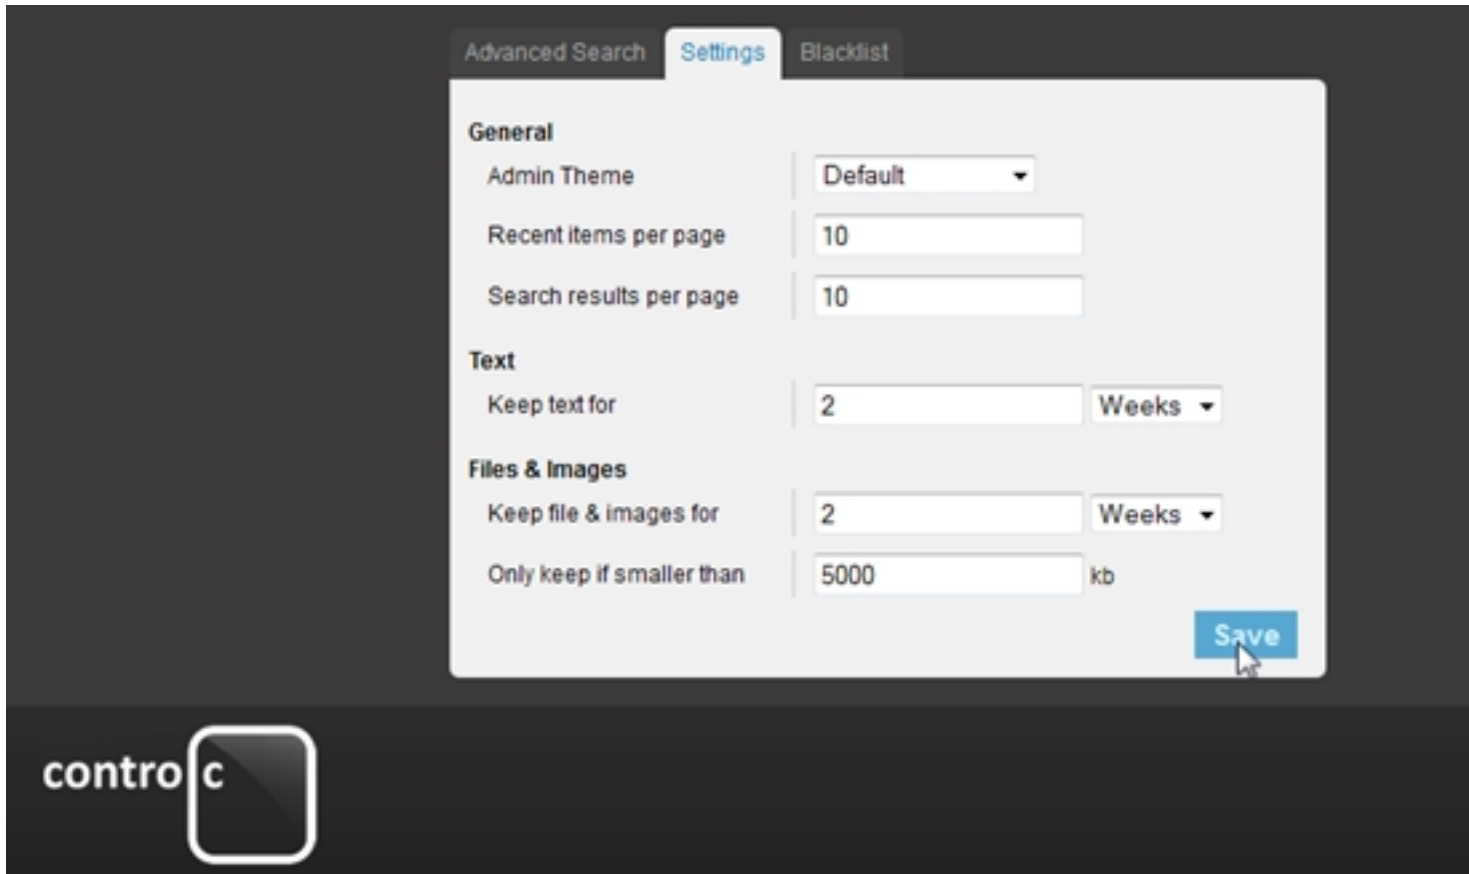 Advanced Search Settings Blacklist
General
Admin Theme Default
Recent items per page 10
Search results per page 10
Text
Keep text for 2 Weeks
Files & Images
Keep file & images for 2 Weeks
Only keep if smaller than 5000 kb
Save
control c